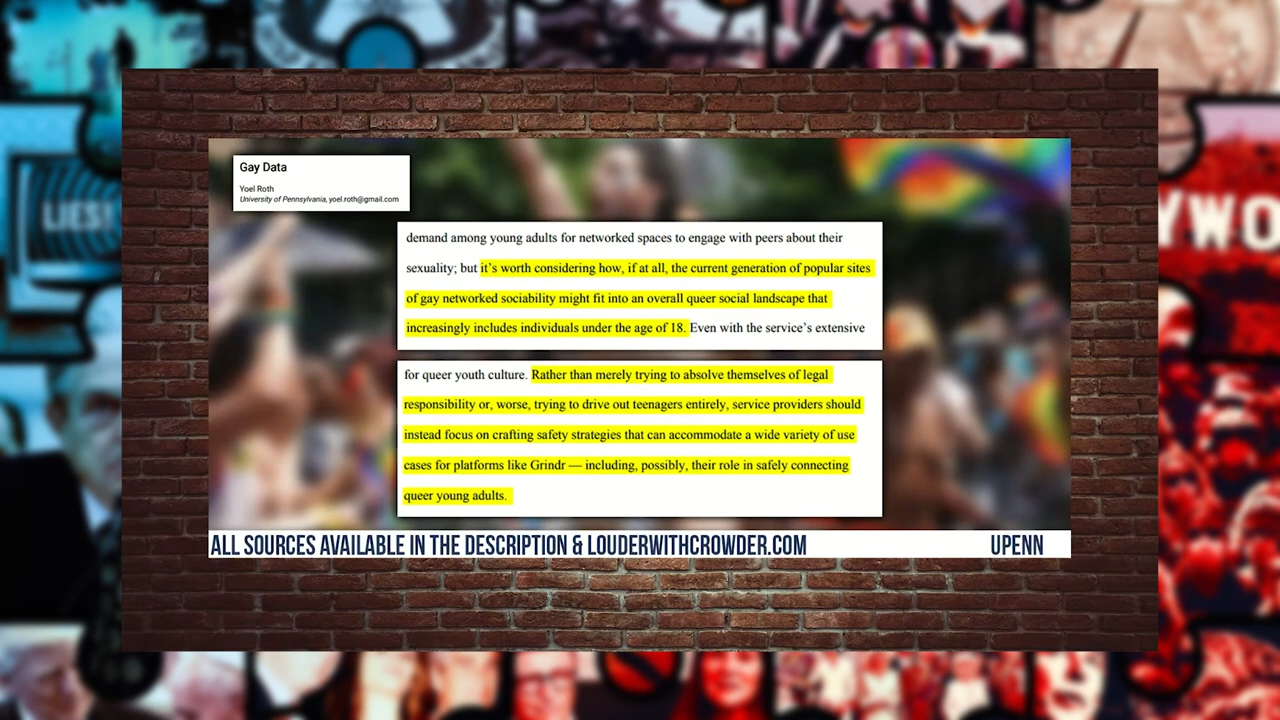 LIES!
YWO
Gay Data
Yoel Roth
University of Pennsylvania, yoel.roth@gmail.com
demand among young adults for networked spaces to engage with peers about their
sexuality; but it's worth considering how, if at all, the current generation of popular sites
of gay networked sociability might fit into an overall queer social landscape that
increasingly includes individuals under the age of 18. Even with the service's extensive
for queer youth culture. Rather than merely trying to absolve themselves of legal
responsibility or, worse, trying to drive out teenagers entirely, service providers should
instead focus on crafting safety strategies that can accommodate a wide variety of use
cases for platforms like Grindr — including, possibly, their role in safely connecting
queer young adults.
ALL SOURCES AVAILABLE IN THE DESCRIPTION & LOUDERWITHCROWDER.COM
UPENN